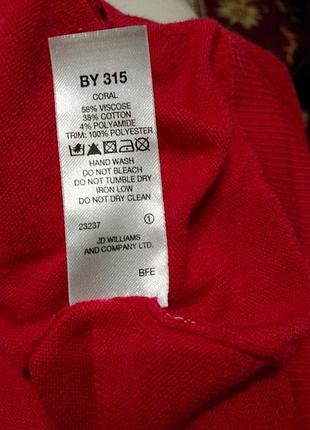 BY 315
CORAL
58% VISCOSE
38% COTTON
4% POLYAMIDE
TRIM: 100% POLYESTER
HAND WASH
DO NOT BLEACH
DO NOT TUMBLE DRY
IRON LOW
DO NOT DRY CLEAN
23237 1
JD WILLIAMS
AND COMPANY LTD.
BFE